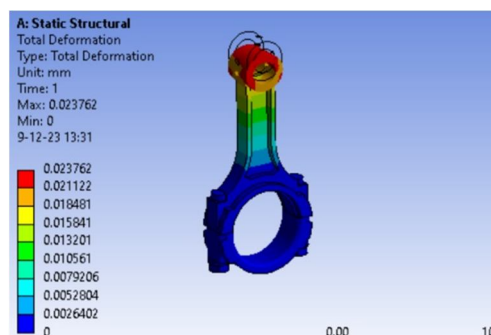 A: Static Structural
Total Deformation
Type: Total Deformation
Unit: mm
Time: 1
Max: 0.023762
Min: 0
9-12-23 13:31
0.023762
0.021122
0.018481
0.015841
0.013201
0.010561
0.0079206
0.0052804
0.0026402
0
0.00